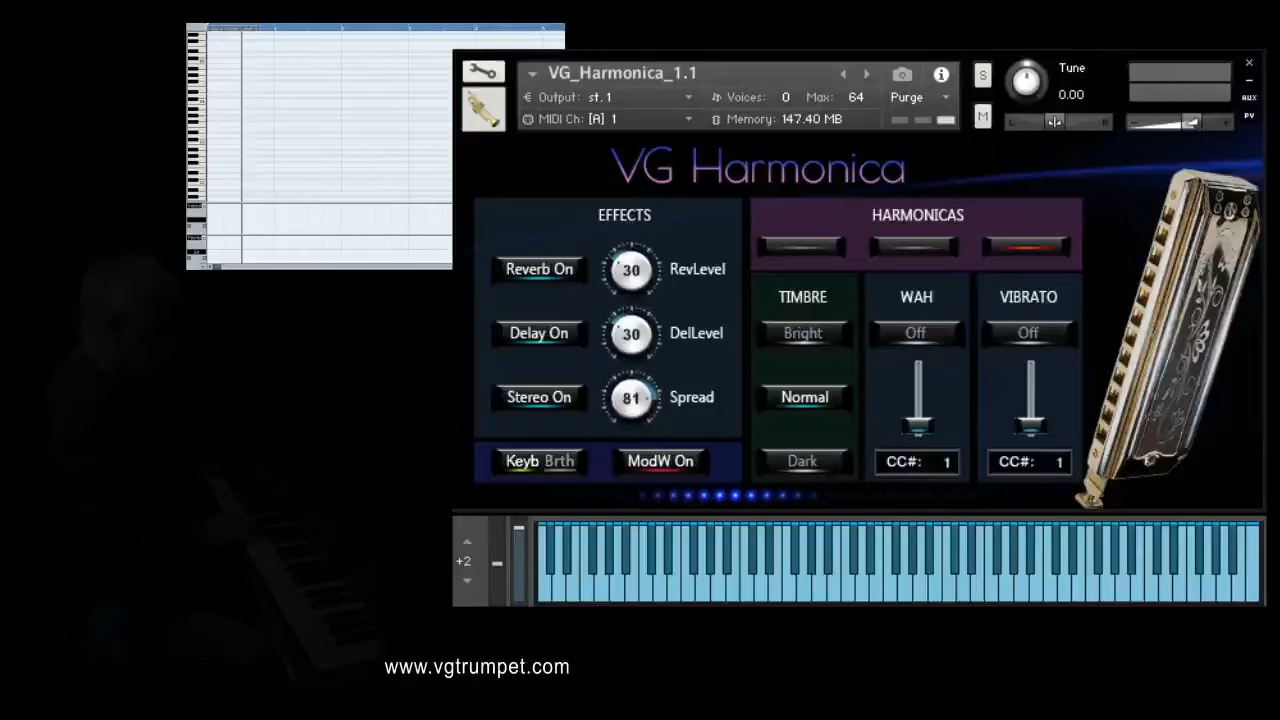 VG_Harmonica_1.1
Output: st.1
Voices: 0 Max: 64
Purge
MIDI Ch: [A] 1
Memory: 147.40 MB
S
M
Tune
0.00
L R
AUX
PV
VG Harmonica
EFFECTS
Reverb On 30 RevLevel
Delay On 30 DelLevel
Stereo On 81 Spread
Keyb Brth ModW On
HARMONICAS
TIMBRE
Bright
Normal
Dark
WAH
Off
CC#: 1
VIBRATO
Off
CC#: 1
+2
www.vgtrumpet.com